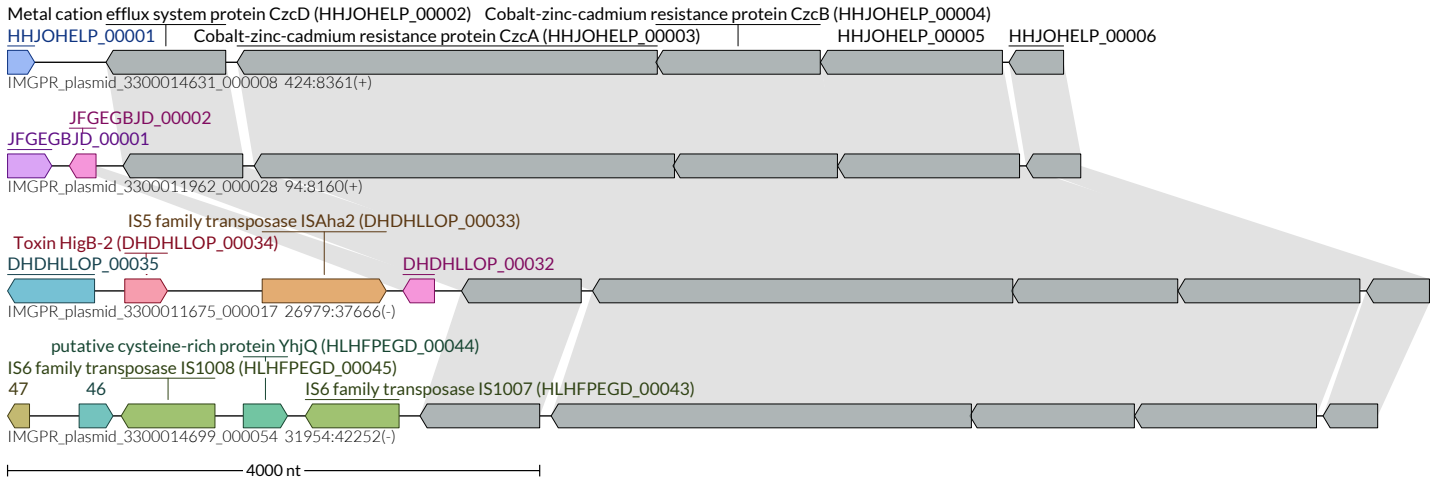 Metal cation efflux system protein CzcD (HHJOHELP_00002) Cobalt-zinc-cadmium resistance protein CzcB (HHJOHELP_00004)
HHJOHELP_00001 Cobalt-zinc-cadmium resistance protein CzcA (HHJOHELP_00003) HHJOHELP_00005 HHJOHELP_00006
IMGPR_plasmid_3300014631_000008 424:8361(+)
JFGEGBJD_00002
JFGEGBJD_00001
IMGPR_plasmid_3300011962_000028 94:8160(+)
IS5 family transposase ISAha2 (DHDHLLOP_00033)
Toxin HigB-2 (DHDHLLOP_00034)
DHDHLLOP_00035 DHDHLLOP_00032
IMGPR_plasmid_3300011675_000017 26979:37666(-)
putative cysteine-rich protein YhjQ (HLHFPEGD_00044)
IS6 family transposase IS1008 (HLHFPEGD_00045)
47 46 IS6 family transposase IS1007 (HLHFPEGD_00043)
IMGPR_plasmid_3300014699_000054 31954:42252(-)
4000 nt